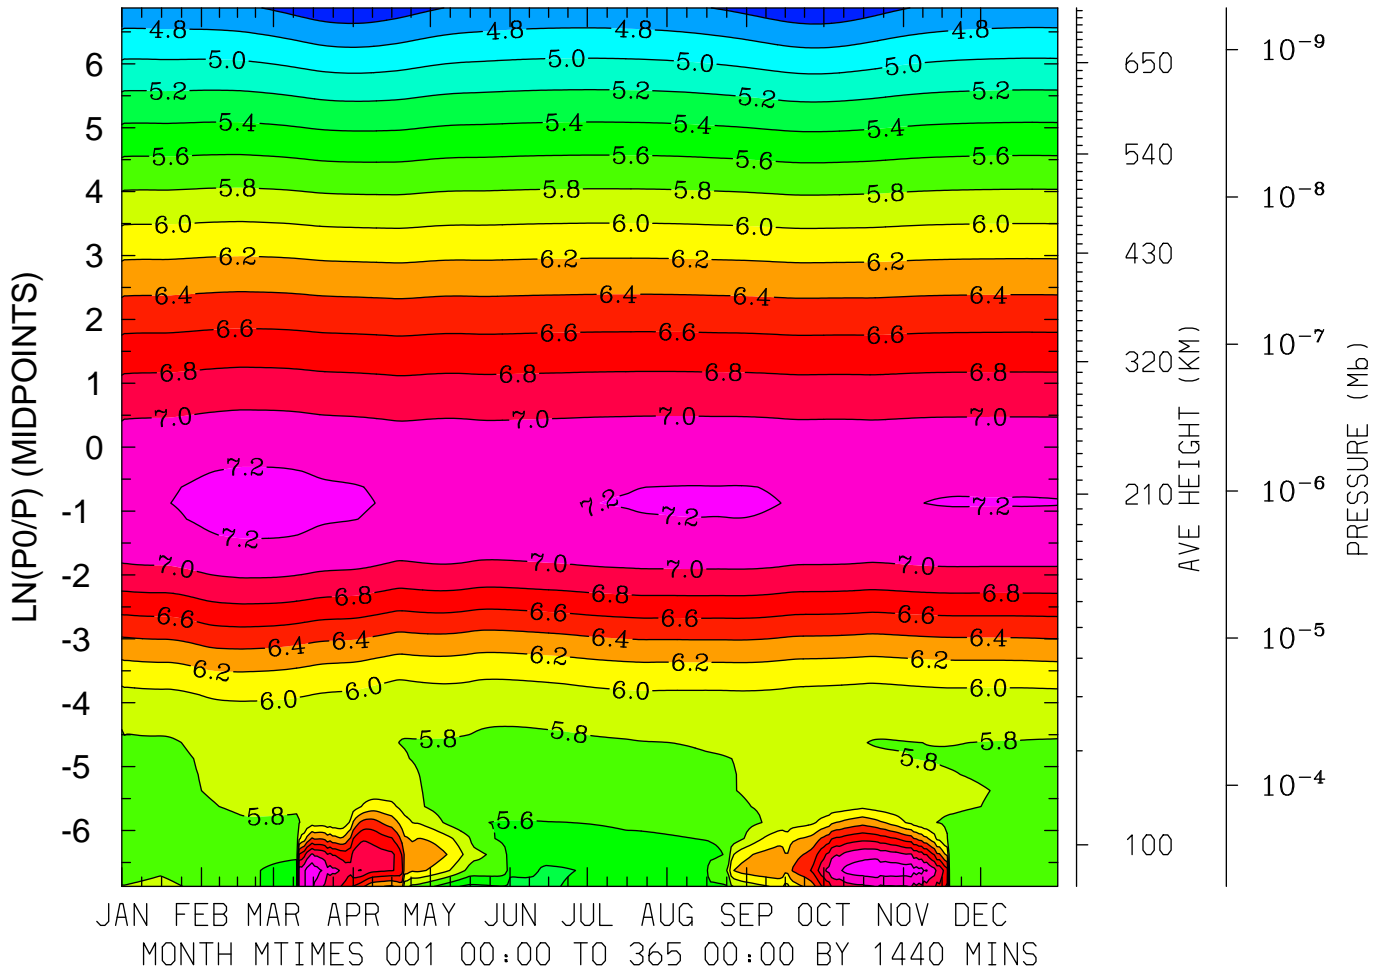 4.8 4.8 4.8 4.8
5.0 5.0 5.0 5.0
5.2 5.2 5.2 5.2
5.4 5.4 5.4 5.4
5.6 5.6 5.6 5.6
5.8 5.8 5.8 5.8
6.0 6.0 6.0 6.0
6.2 6.2 6.2 6.2
6.4 6.4 6.4 6.4
6.6 6.6 6.6 6.6
6.8 6.8 6.8 6.8
7.0 7.0 7.0 7.0
7.2 7.2 7.2 7.2 7.2
7.0 7.0 7.0 7.0
6.8 6.8 6.8
6.6 6.6 6.6 6.6
6.4 6.4 6.4 6.4
6.2 6.2 6.2 6.2
6.0 6.0 6.0 6.0
5.8 5.8 5.8 5.8
5.8 5.6
6
5
4
3
2
1
0
-1
-2
-3
-4
-5
-6
LN(P0/P) (MIDPOINTS)
650
540
430
320
210
100
AVE HEIGHT (KM)
10⁻⁹
10⁻⁸
10⁻⁷
10⁻⁶
10⁻⁵
10⁻⁴
PRESSURE (Mb)
JAN FEB MAR APR MAY JUN JUL AUG SEP OCT NOV DEC
MONTH MTIMES 001 00:00 TO 365 00:00 BY 1440 MINS